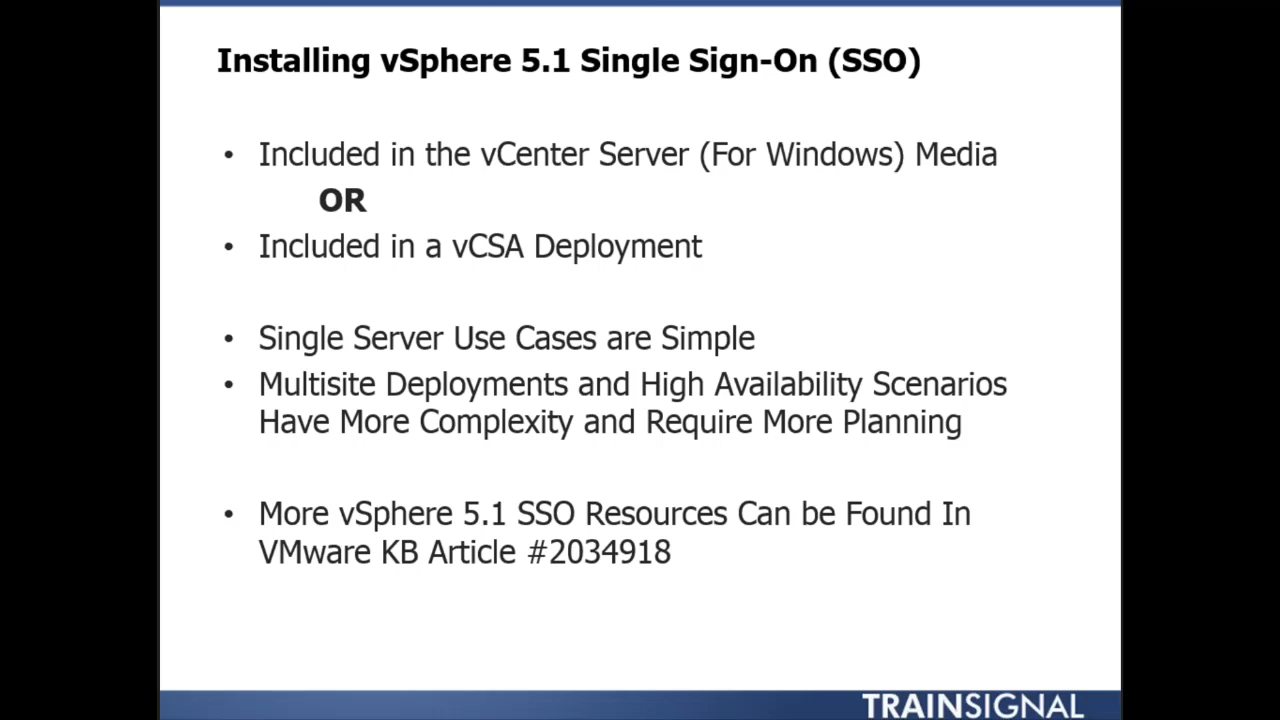 Installing vSphere 5.1 Single Sign-On (SSO)
• Included in the vCenter Server (For Windows) Media
OR
• Included in a vCSA Deployment
• Single Server Use Cases are Simple
• Multisite Deployments and High Availability Scenarios
Have More Complexity and Require More Planning
• More vSphere 5.1 SSO Resources Can be Found In
VMware KB Article #2034918
TRAINSIGNAL